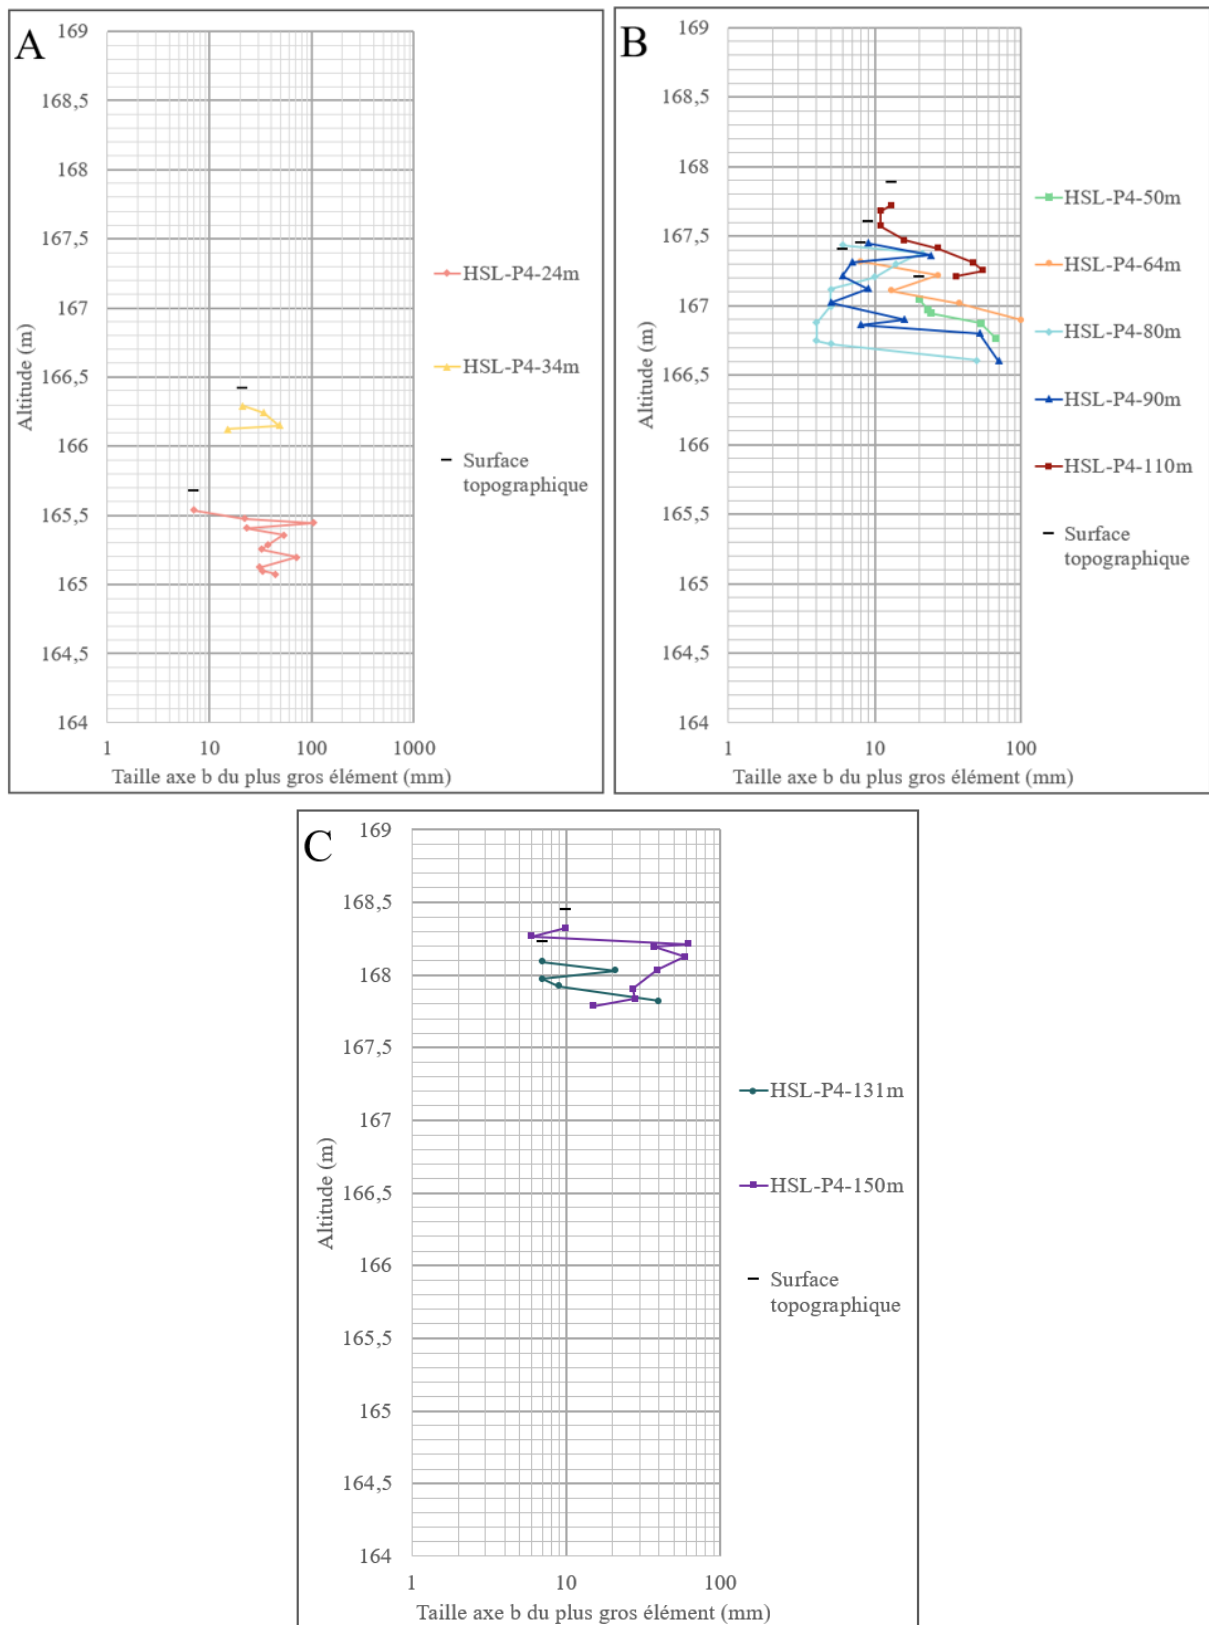 A
169
168,5
168
167,5
167
166,5
166
165,5
165
164,5
164
Altitude (m)
1 10 100 1000
Taille axe b du plus gros élément (mm)
HSL-P4-24m
HSL-P4-34m
Surface
topographique
B
169
168,5
168
167,5
167
166,5
166
165,5
165
164,5
164
Altitude (m)
1 10 100
Taille axe b du plus gros élément (mm)
HSL-P4-50m
HSL-P4-64m
HSL-P4-80m
HSL-P4-90m
HSL-P4-110m
Surface
topographique
C
169
168,5
168
167,5
167
166,5
166
165,5
165
164,5
164
Altitude (m)
1 10 100
Taille axe b du plus gros élément (mm)
HSL-P4-131m
HSL-P4-150m
Surface
topographique